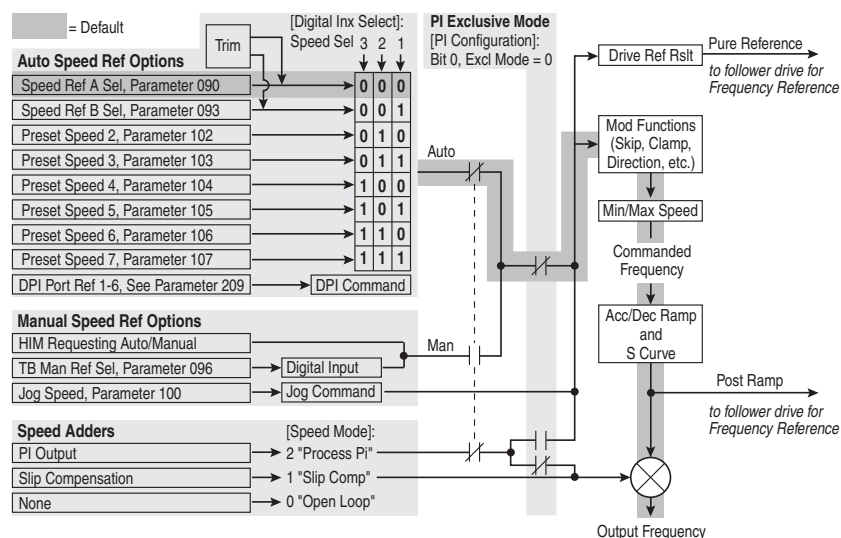 = Default
Trim
[Digital Inx Select]:
Speed Sel 3 2 1
PI Exclusive Mode
[PI Configuration]:
Bit 0, Excl Mode = 0
Auto Speed Ref Options
Speed Ref A Sel, Parameter 090
0 0 0
Speed Ref B Sel, Parameter 093
0 0 1
Preset Speed 2, Parameter 102
0 1 0
Preset Speed 3, Parameter 103
0 1 1
Preset Speed 4, Parameter 104
1 0 0
Preset Speed 5, Parameter 105
1 0 1
Preset Speed 6, Parameter 106
1 1 0
Preset Speed 7, Parameter 107
1 1 1
DPI Port Ref 1-6, See Parameter 209
DPI Command
Auto
Manual Speed Ref Options
HIM Requesting Auto/Manual
TB Man Ref Sel, Parameter 096
Digital Input
Jog Speed, Parameter 100
Jog Command
Man
Speed Adders
[Speed Mode]:
PI Output
2 "Process Pi"
Slip Compensation
1 "Slip Comp"
None
0 "Open Loop"
Drive Ref Rslt
Pure Reference
to follower drive for
Frequency Reference
Mod Functions
(Skip, Clamp,
Direction, etc.)
Min/Max Speed
Commanded
Frequency
Acc/Dec Ramp
and
S Curve
Post Ramp
to follower drive for
Frequency Reference
Output Frequency